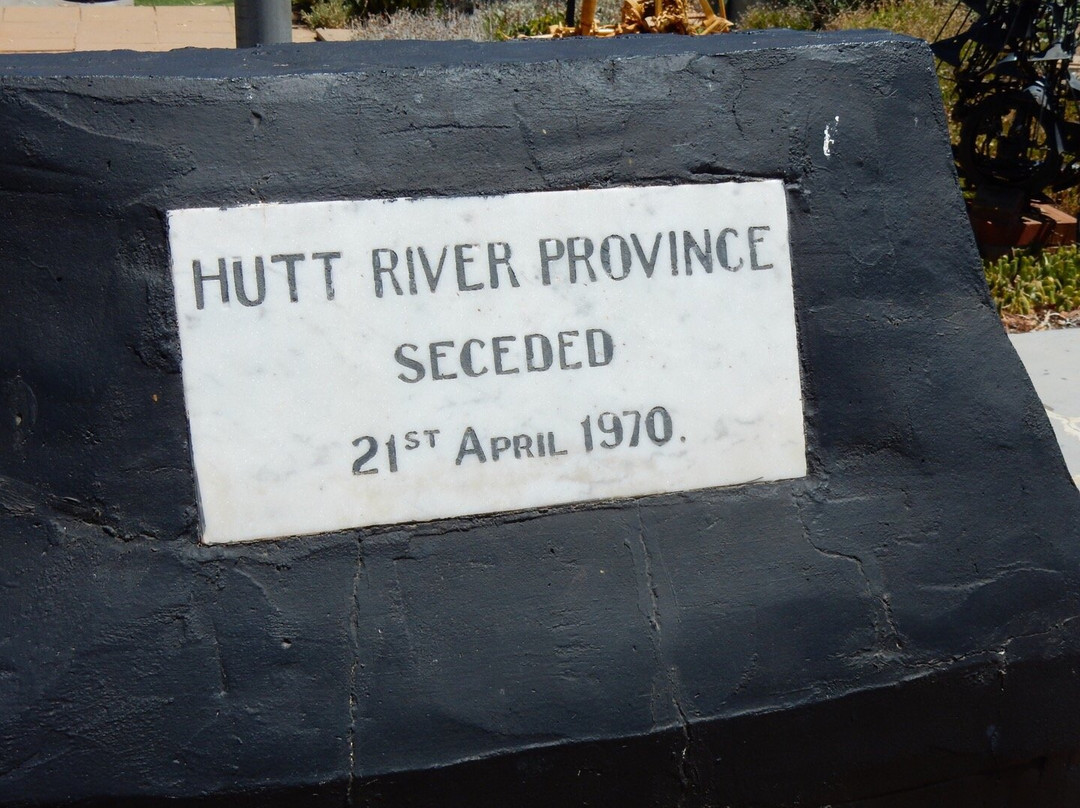 HUTT RIVER PROVINCE
SECEDED
21ST APRIL 1970.